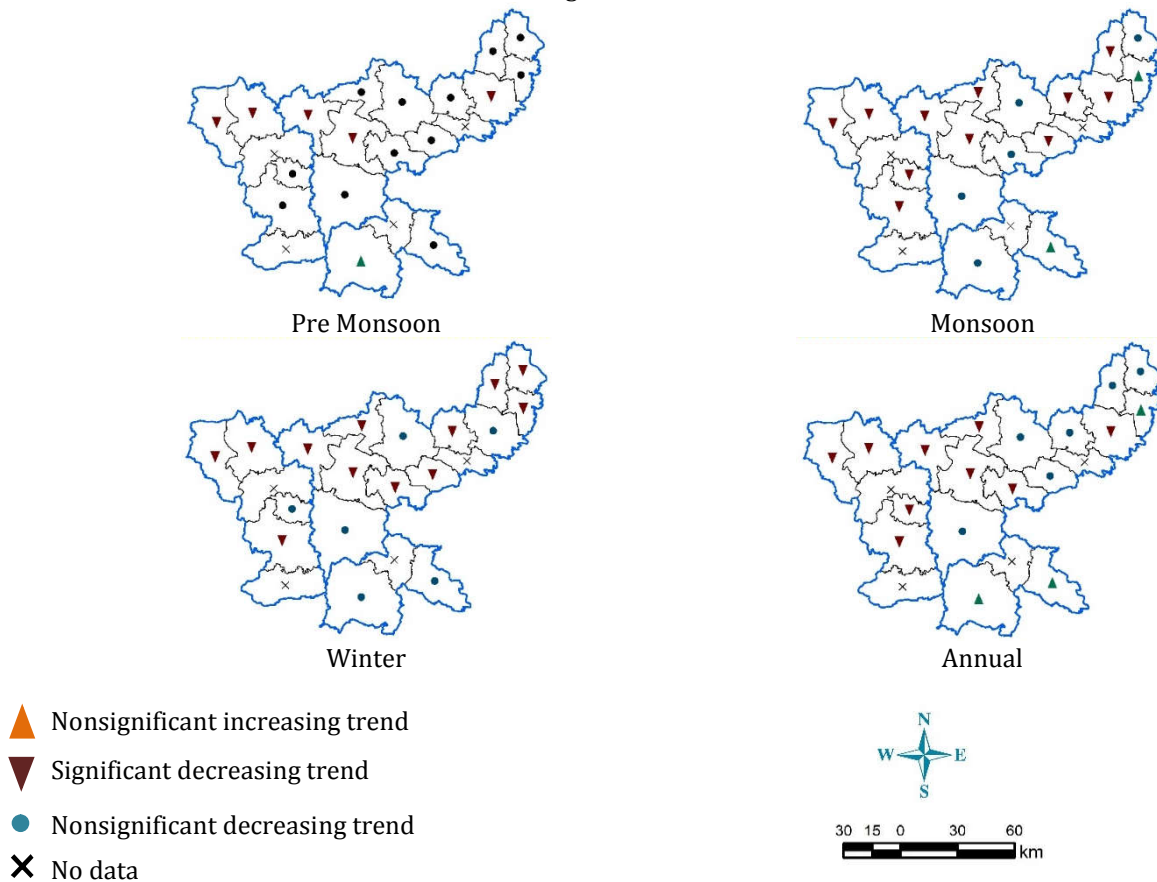 Pre Monsoon
Monsoon
Winter
Annual
Nonsignificant increasing trend
Significant decreasing trend
Nonsignificant decreasing trend
No data
N
W E
S
30 15 0 30 60
km